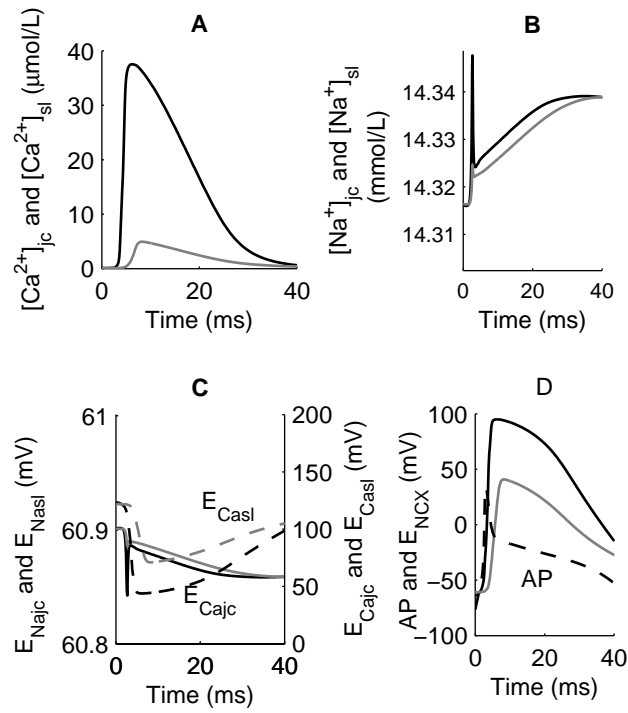 A
[Ca2+]jc and [Ca2+]sl (μmol/L)
40
30
20
10
0
0 20 40
Time (ms)
B
[Na+]jc and [Na+]sl
(mmol/L)
14.34
14.33
14.32
14.31
0 20 40
Time (ms)
C
ENajc and ENasl (mV)
61
60.9
60.8
ECasl
ECajc
200
150
100
50
0
ECajc and ECasl (mV)
0 20 40
Time (ms)
D
AP and ENCX (mV)
100
50
0
−50
−100
AP
0 20 40
Time (ms)